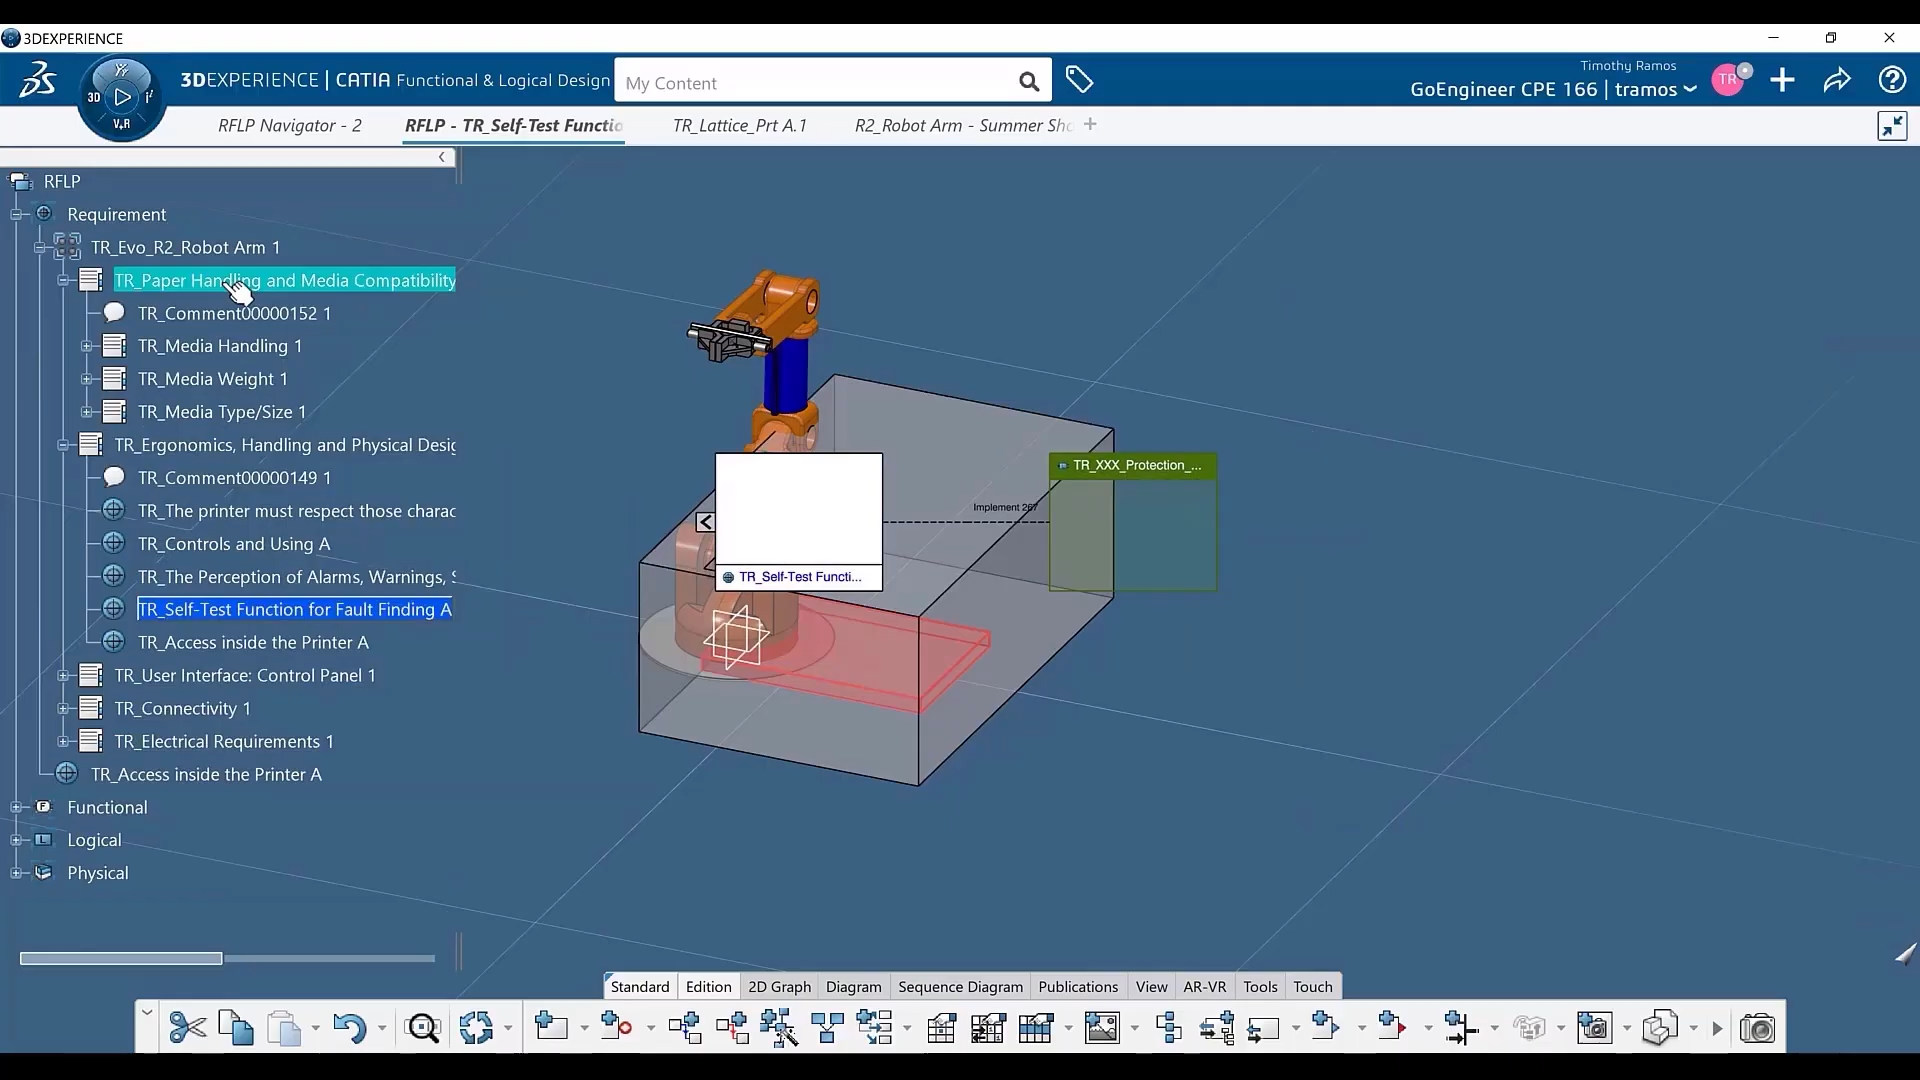 3DEXPERIENCE
3DEXPERIENCE | CATIA Functional & Logical Design
My Content
Timothy Ramos
GoEngineer CPE 166 | tramos
TR
3D
V+R
RFLP Navigator - 2
RFLP - TR_Self-Test Functio
TR_Lattice_Prt A.1
R2_Robot Arm - Summer Sho
RFLP
Requirement
TR_Evo_R2_Robot Arm 1
TR_Paper Handling and Media Compatibility
TR_Comment00000152 1
TR_Media Handling 1
TR_Media Weight 1
TR_Media Type/Size 1
TR_Ergonomics, Handling and Physical Desig
TR_Comment00000149 1
TR_The printer must respect those charac
TR_Controls and Using A
TR_The Perception of Alarms, Warnings, S
TR_Self-Test Function for Fault Finding A
TR_Access inside the Printer A
TR_User Interface: Control Panel 1
TR_Connectivity 1
TR_Electrical Requirements 1
TR_Access inside the Printer A
Functional
Logical
Physical
TR_XXX_Protection_...
Implement 267
TR_Self-Test Functi...
Standard
Edition
2D Graph
Diagram
Sequence Diagram
Publications
View
AR-VR
Tools
Touch